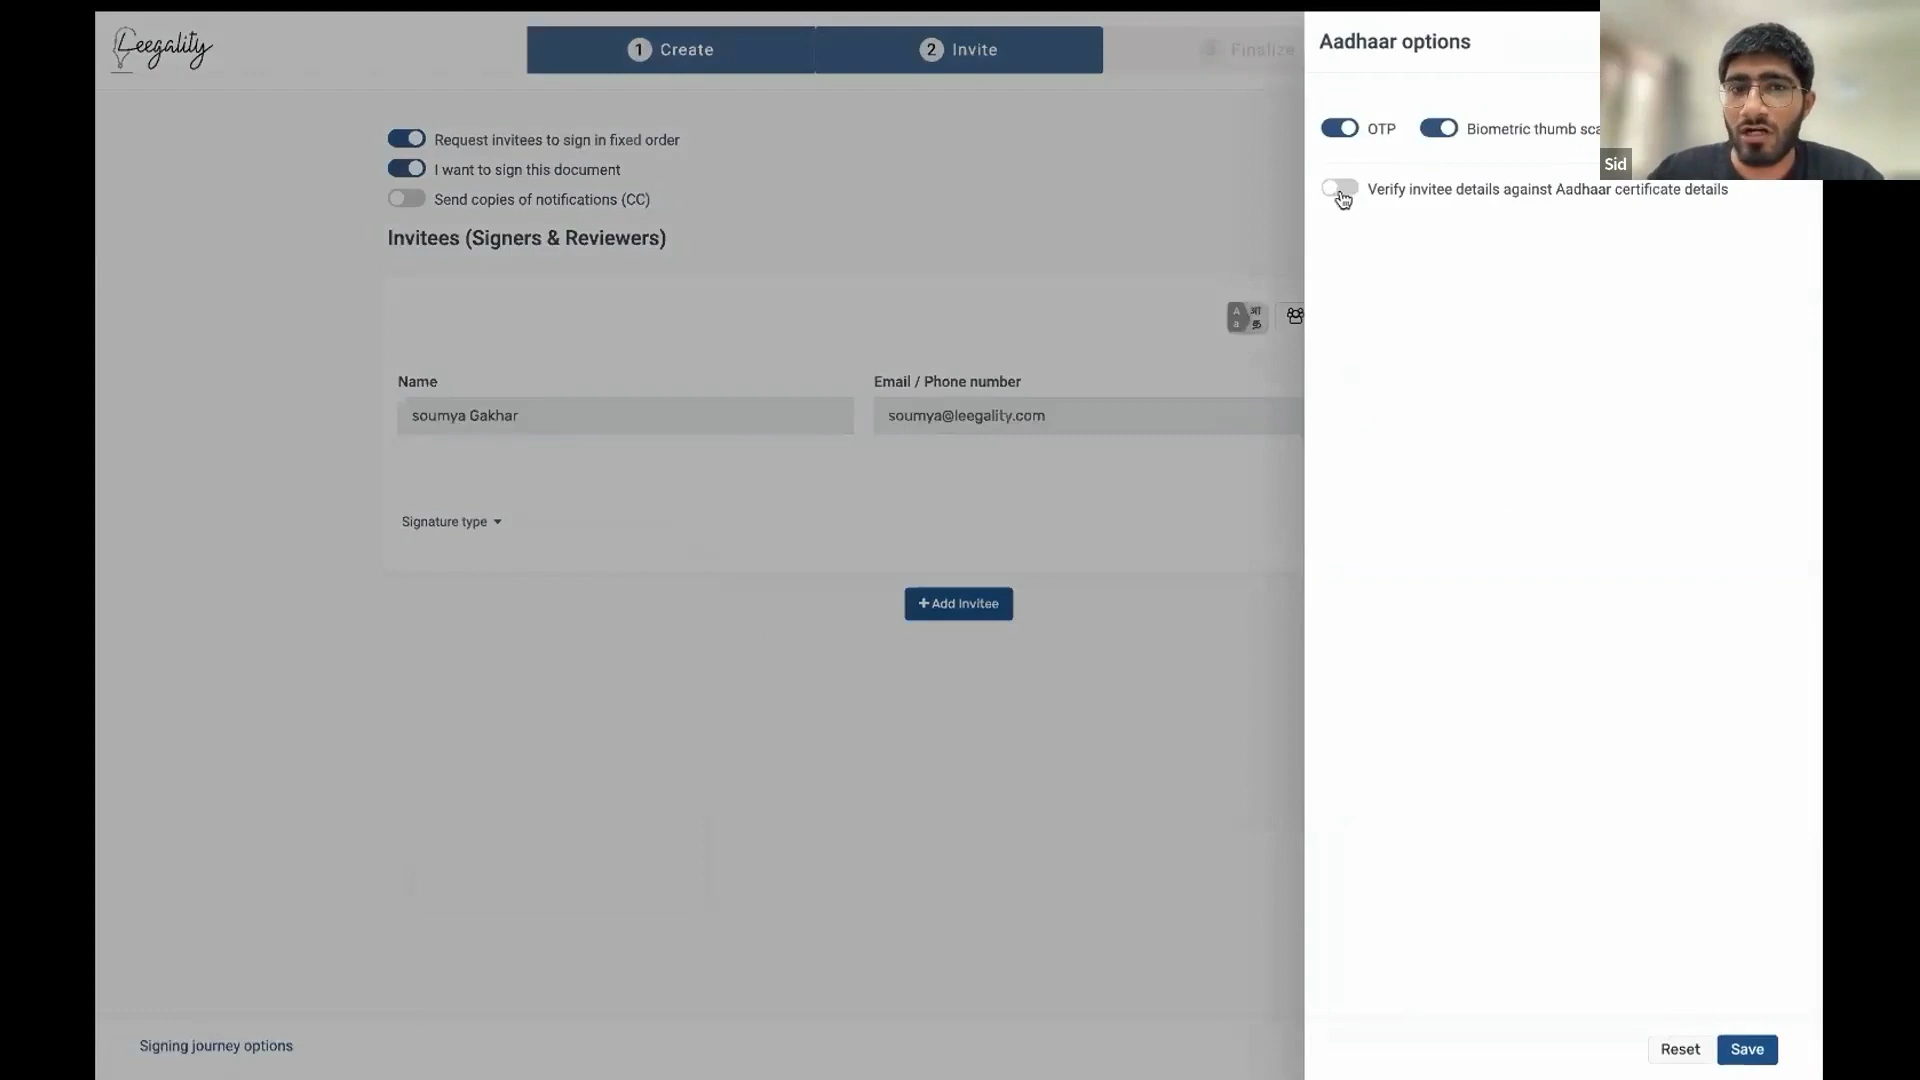 Leegality
1 Create
2 Invite
Finalize
Aadhaar options
OTP
Biometric thumb sca
Sid
Verify invitee details against Aadhaar certificate details
Request invitees to sign in fixed order
I want to sign this document
Send copies of notifications (CC)
Invitees (Signers & Reviewers)
A आ
a த
Name
Email / Phone number
soumya Gakhar
soumya@leegality.com
Signature type
+ Add Invitee
Signing journey options
Reset
Save